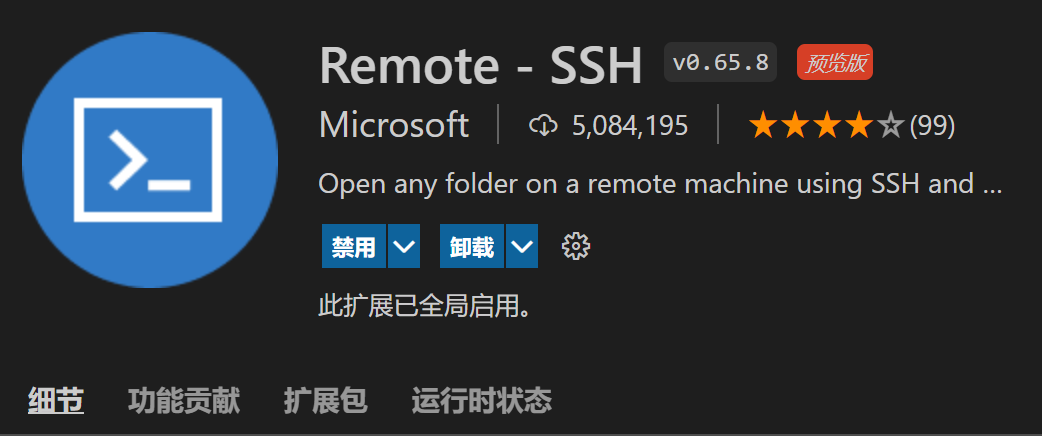 Remote - SSH v0.65.8 预览版
Microsoft 5,084,195 (99)
Open any folder on a remote machine using SSH and ...
禁用 卸载
此扩展已全局启用。
细节 功能贡献 扩展包 运行时状态